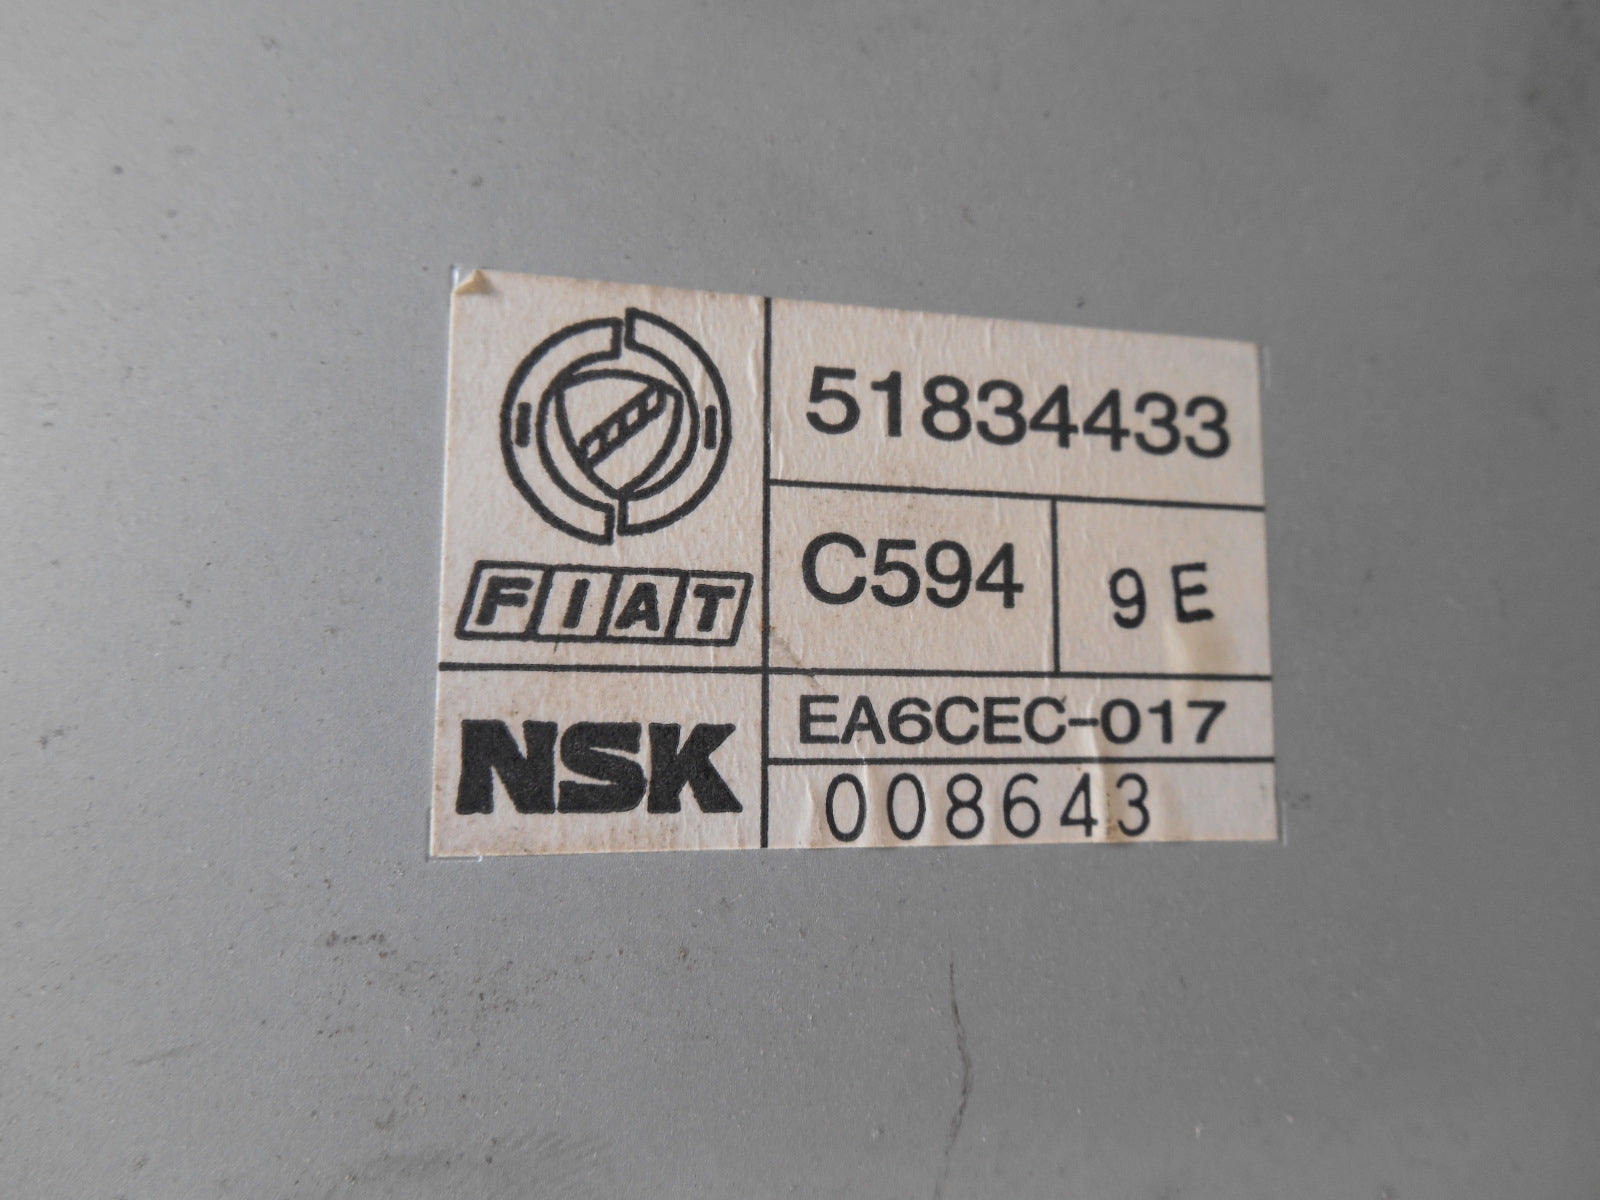 51834433
C594 9 E
FIAT
NSK
EA6CEC-017
008643